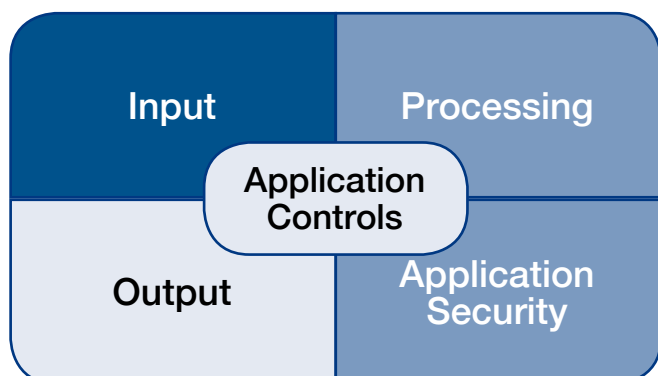 Input
Processing
Application
Controls
Output
Application
Security